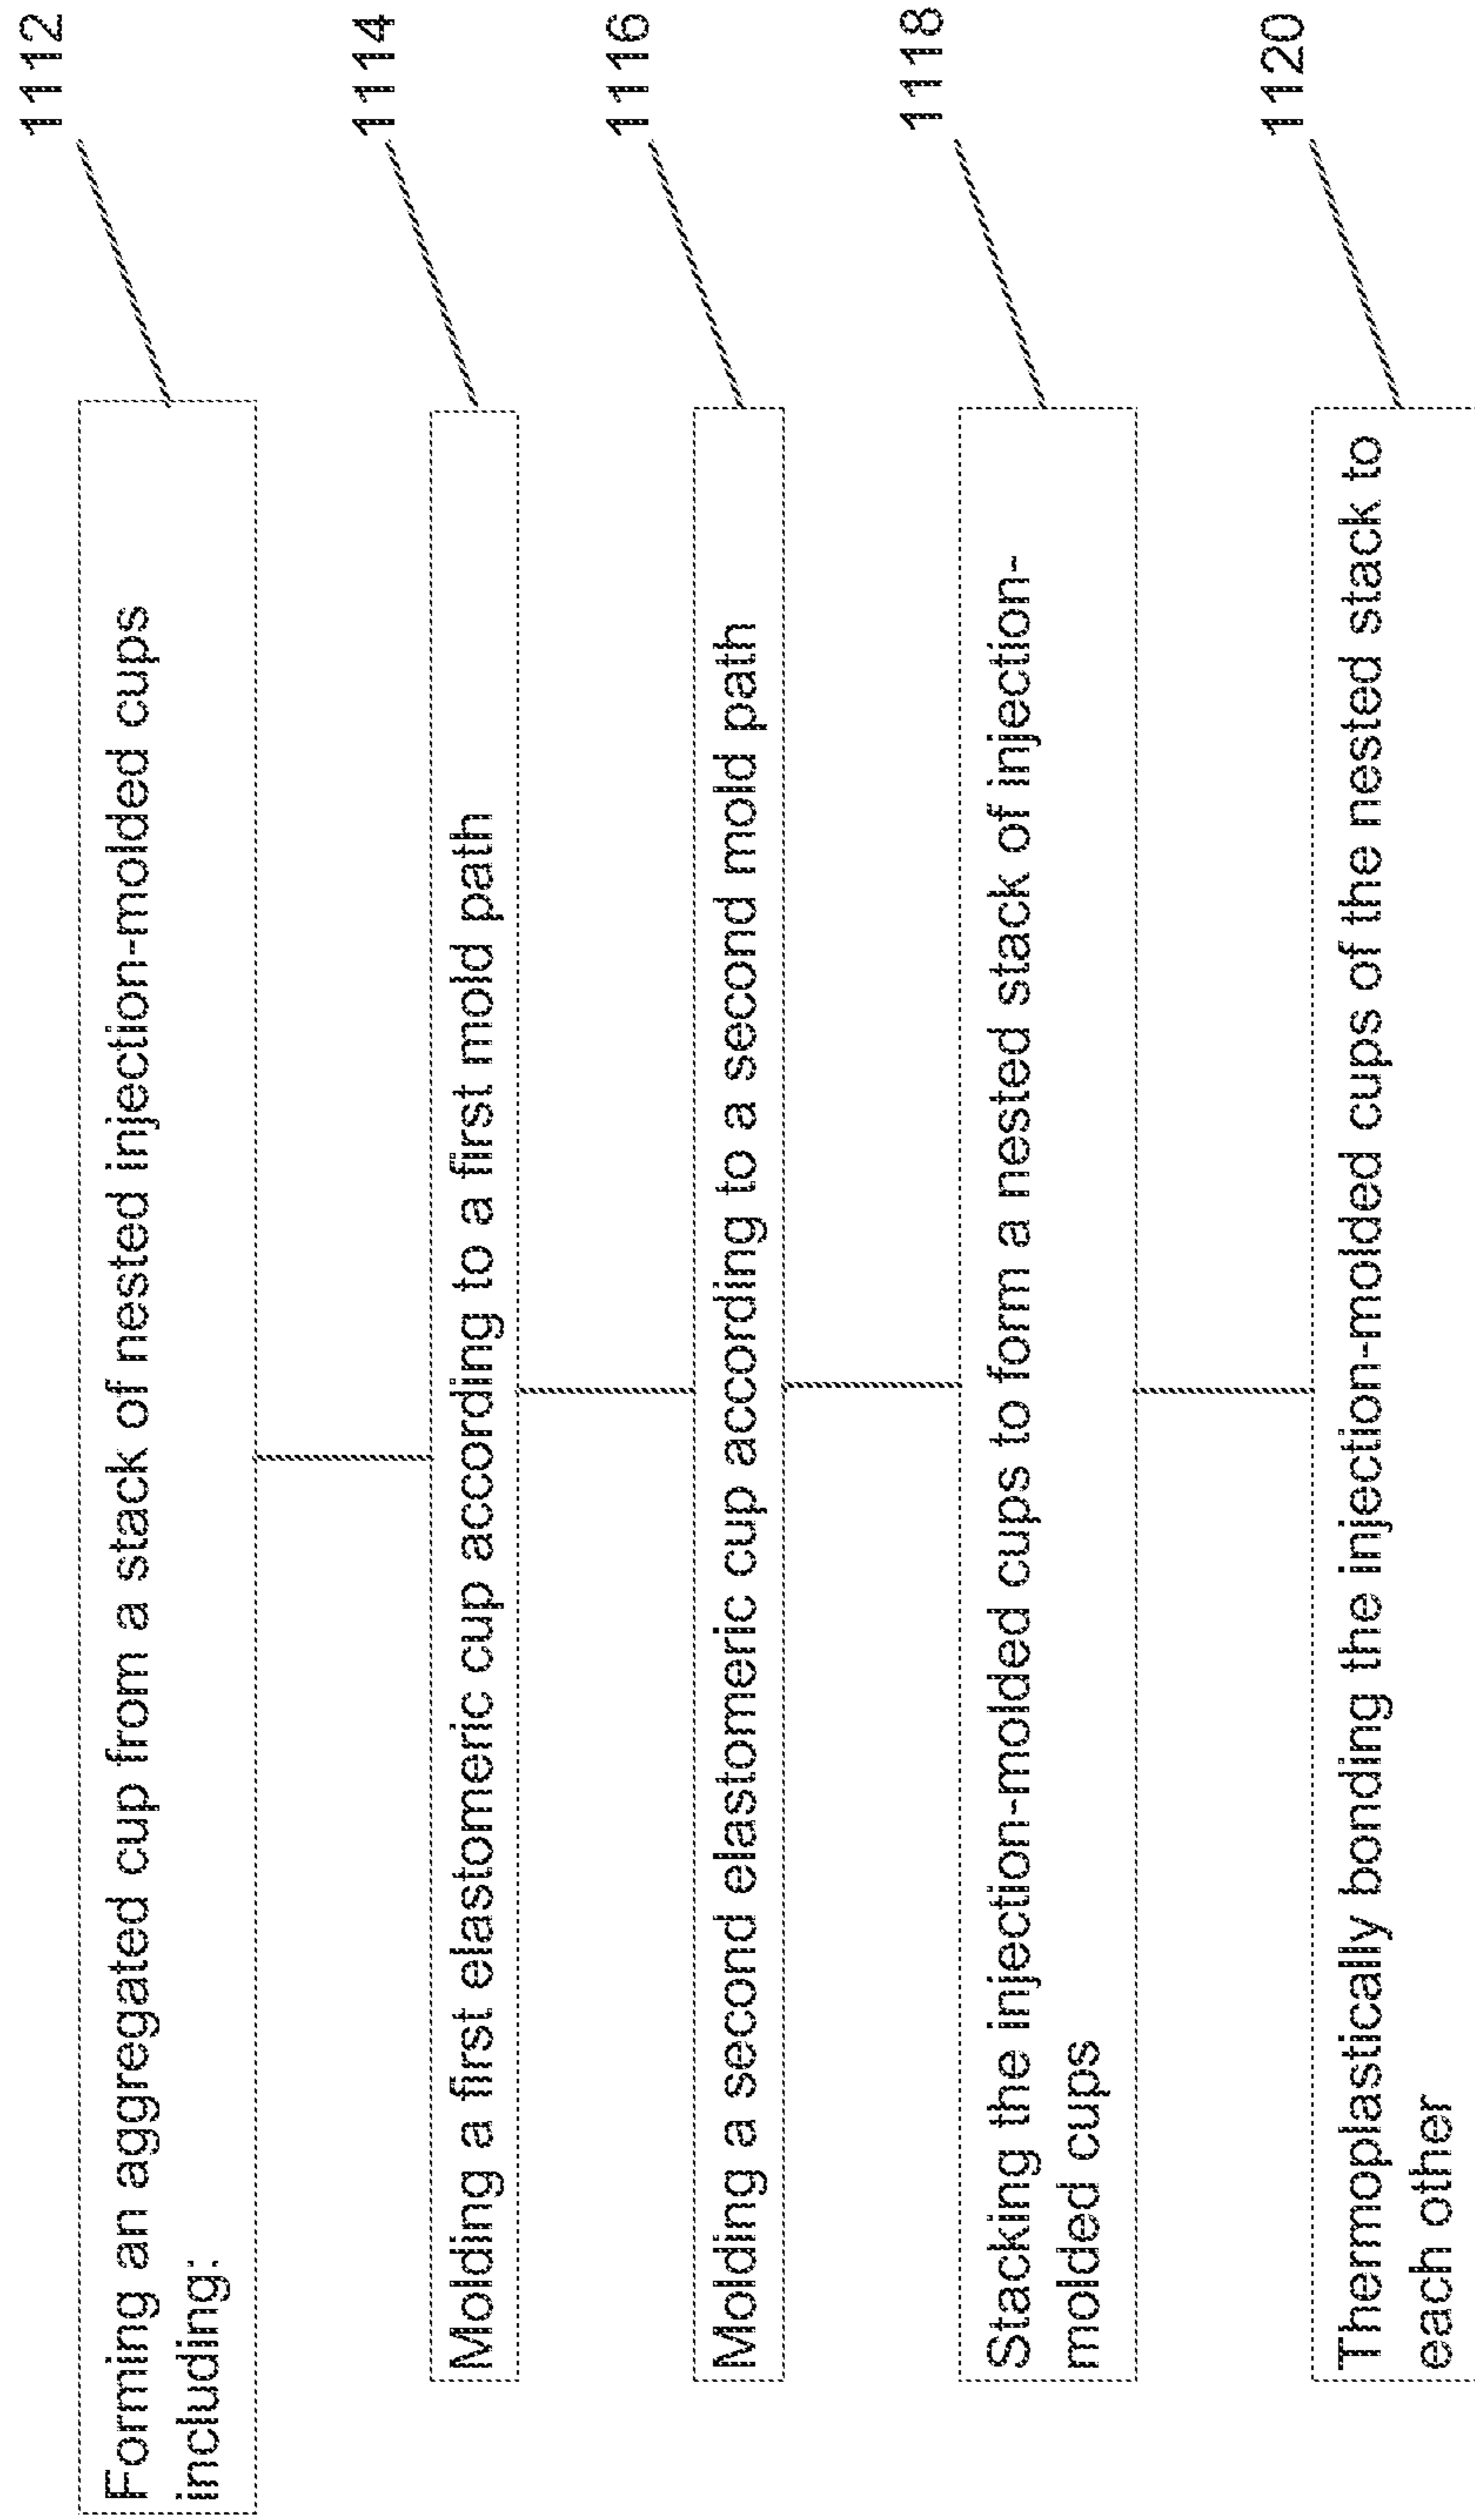 Forming an aggregated cup from a stack of nested injection-molded cups
including:
1112
Molding a first elastomeric cup according to a first mold path
1114
Molding a second elastomeric cup according to a second mold path
1116
Stacking the injection-molded cups to form a nested stack of injection-
molded cups
1118
Thermoplastically bonding the injection-molded cups of the nested stack to
each other
1120